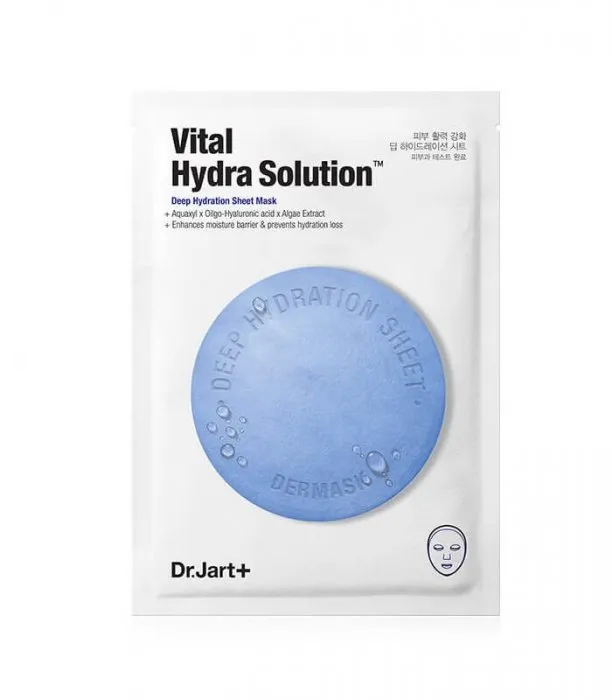 Vital
Hydra Solution™
Deep Hydration Sheet Mask
+ Aquaxyl x Oligo-Hyaluronic acid x Algae Extract
+ Enhances moisture barrier & prevents hydration loss
피부 활력 강화
딥 하이드레이션 시트
피부과 테스트 완료
DEEP HYDRATION SHEET
DERMASK
Dr.Jart+